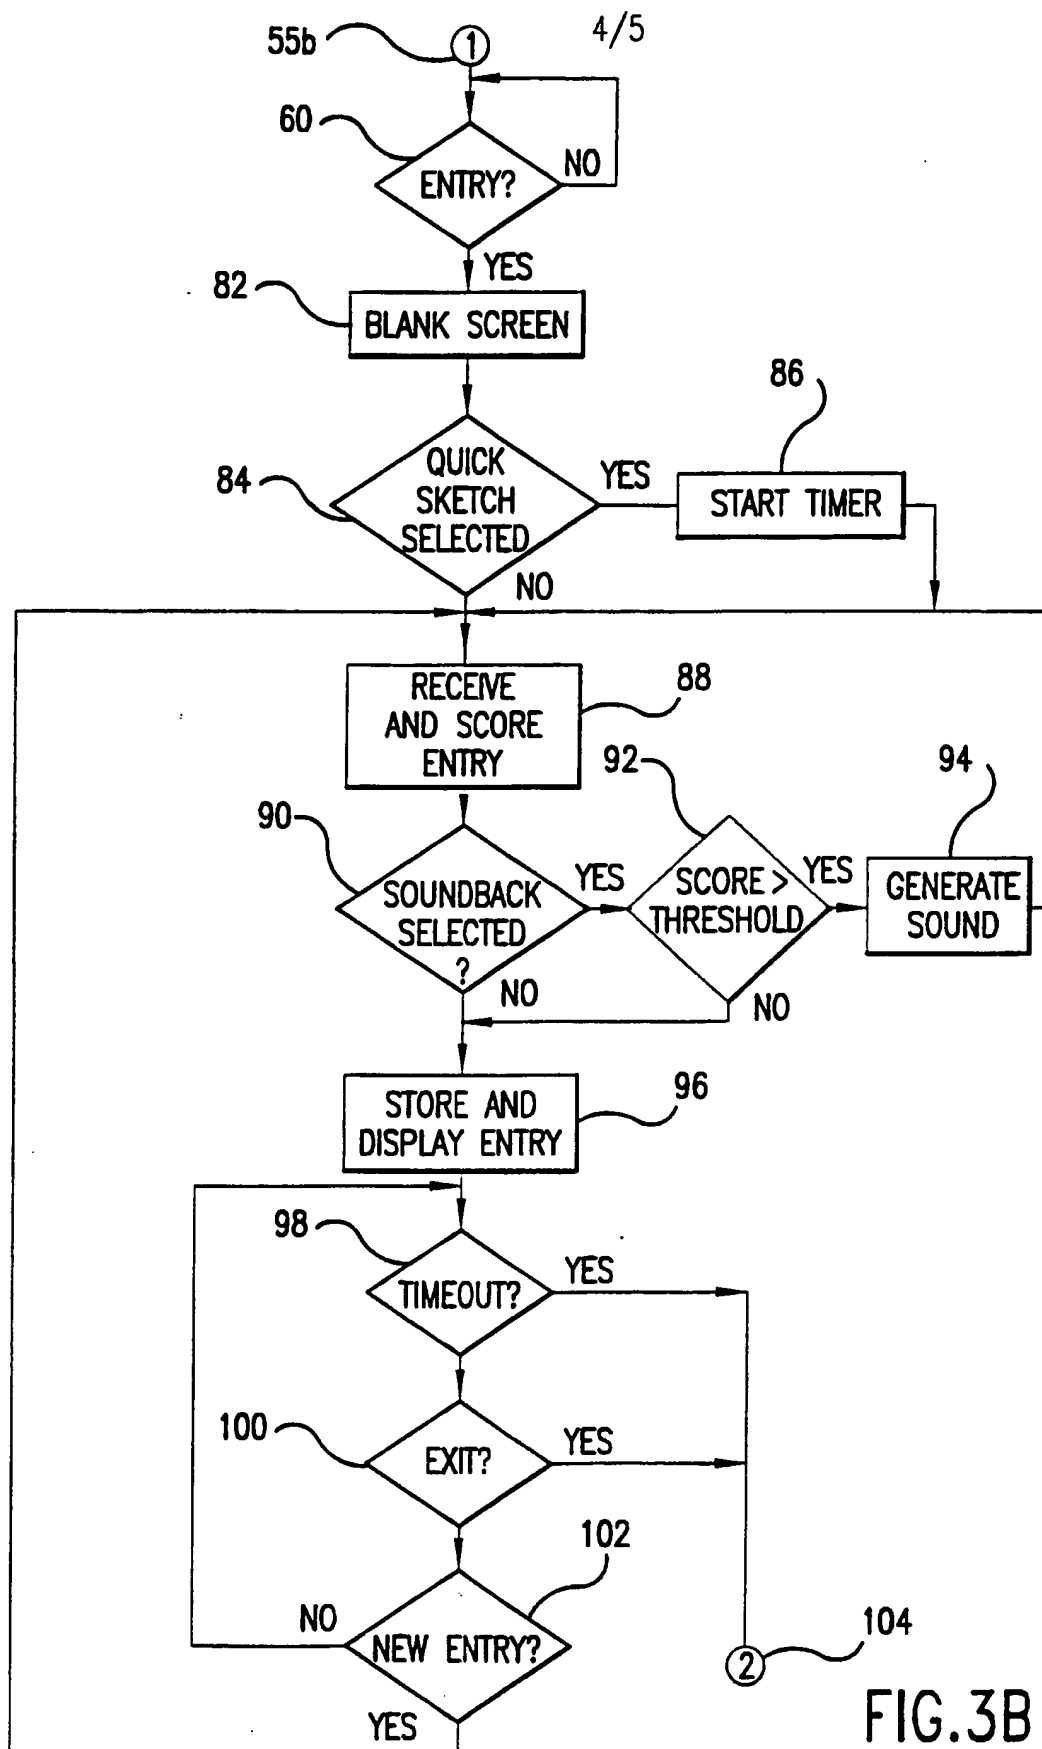 55b
1
4/5
60
ENTRY?
NO
YES
82
BLANK SCREEN
86
84
QUICK
SKETCH
SELECTED
YES
START TIMER
NO
RECEIVE
AND SCORE
ENTRY
88
92
94
90
SOUNDBACK
SELECTED
?
YES
SCORE >
THRESHOLD
YES
GENERATE
SOUND
NO
NO
STORE AND
DISPLAY ENTRY
96
98
TIMEOUT?
YES
100
EXIT?
YES
102
NO
NEW ENTRY?
YES
104
2
FIG.3B